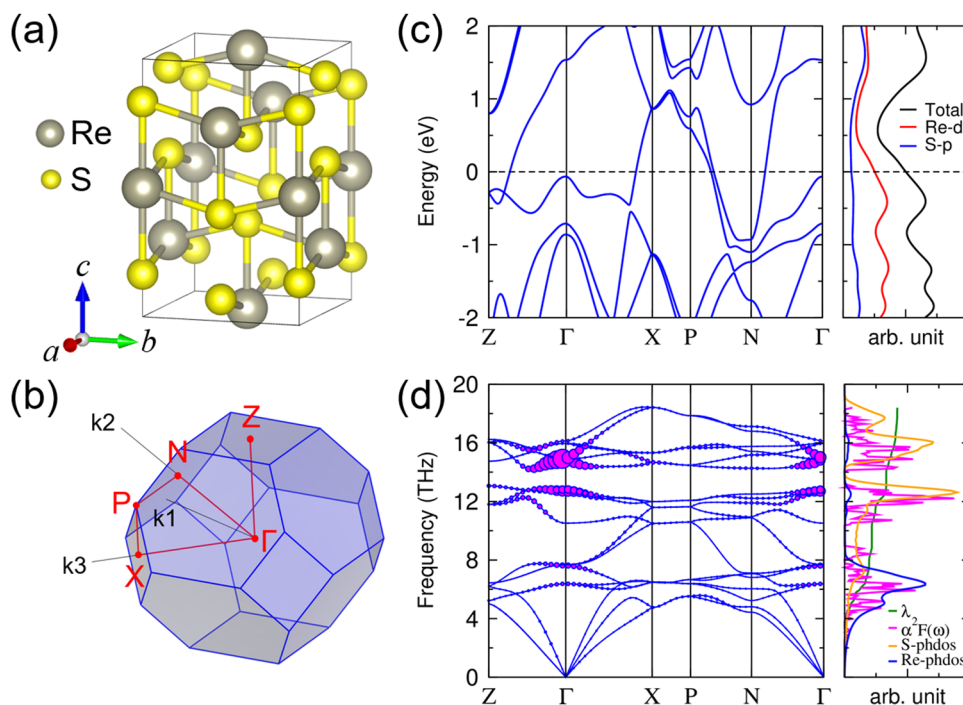 (a)
Re
S
c
a
b
(b)
k2
Z
N
P
k1
Γ
k3
X
(c)
Energy (eV)
2
1
0
-1
-2
Z
Γ
X
P
N
Γ
Total
Re-d
S-p
arb. unit
(d)
Frequency (THz)
20
16
12
8
4
0
Z
Γ
X
P
N
Γ
λ
α²F(ω)
S-phdos
Re-phdos
arb. unit